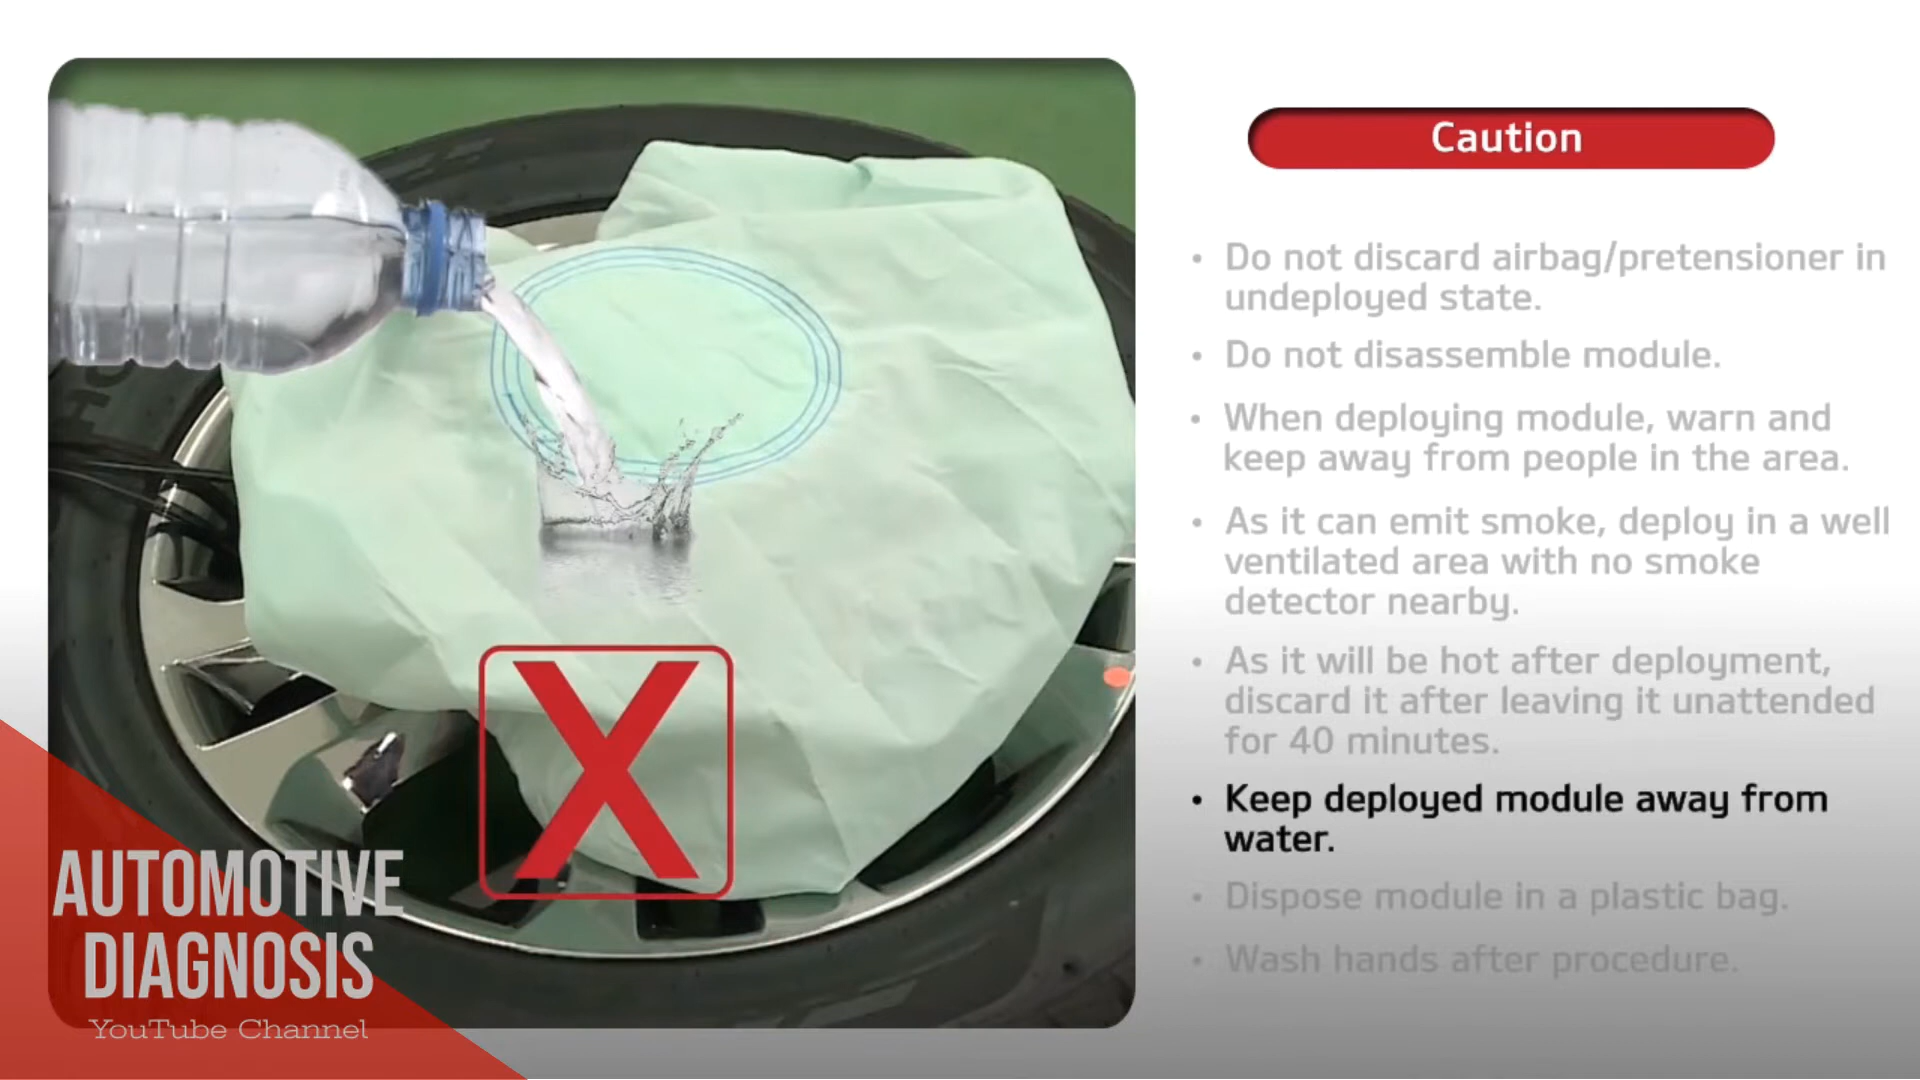 Caution
• Do not discard airbag/pretensioner in
undeployed state.
• Do not disassemble module.
• When deploying module, warn and
keep away from people in the area.
• As it can emit smoke, deploy in a well
ventilated area with no smoke
detector nearby.
• As it will be hot after deployment,
discard it after leaving it unattended
for 40 minutes.
• Keep deployed module away from
water.
• Dispose module in a plastic bag.
• Wash hands after procedure.
X
AUTOMOTIVE
DIAGNOSIS
YouTube Channel